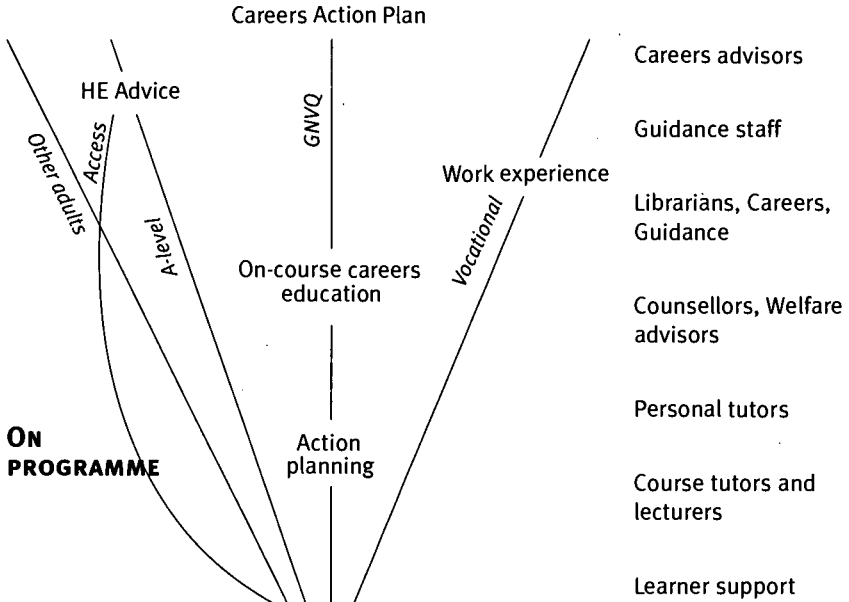 Careers Action Plan
Careers advisors
HE Advice
GNVQ
Guidance staff
Other adults
Access
A-level
Work experience
Vocational
Librarians, Careers,
Guidance
On-course careers
education
Counsellors, Welfare
advisors
Personal tutors
ON
PROGRAMME
Action
planning
Course tutors and
lecturers
Learner support